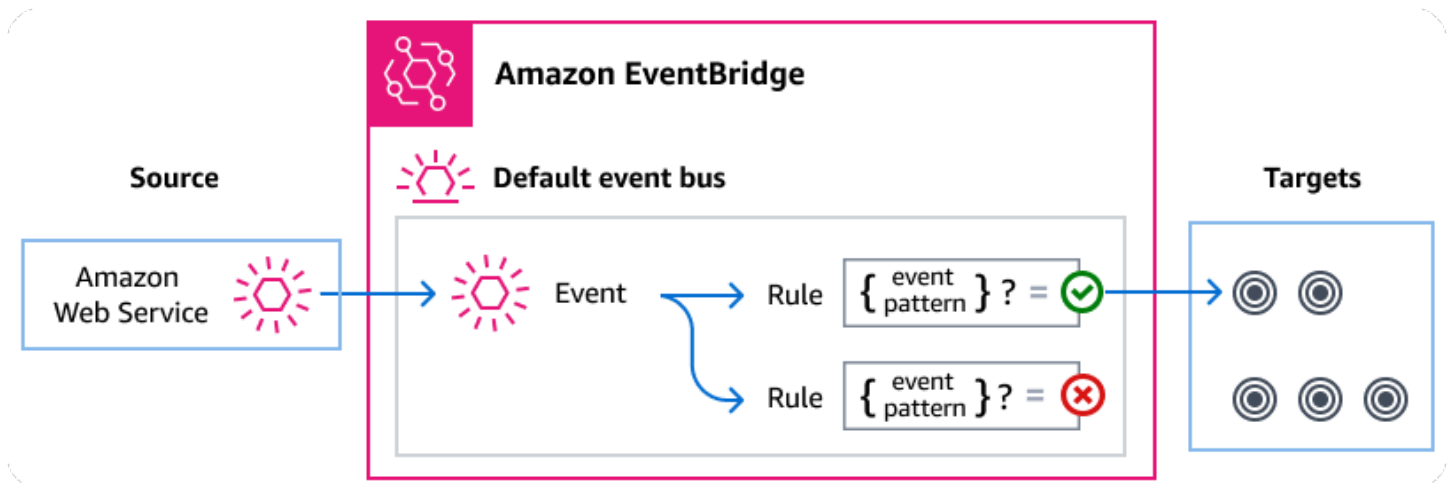 Amazon EventBridge
Source
Default event bus
Targets
Amazon
Web Service
Event
Rule
{ event
pattern } ? =
Rule
{ event
pattern } ? =